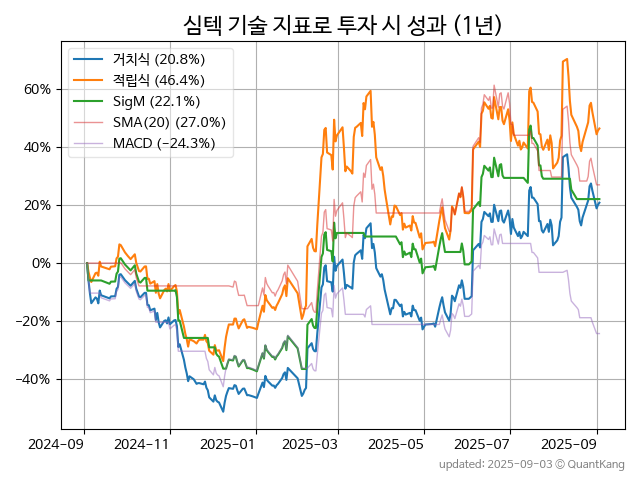 심텍 기술 지표로 투자 시 성과 (1년)
거치식 (20.8%)
적립식 (46.4%)
SigM (22.1%)
SMA(20) (27.0%)
MACD (−24.3%)
60%
40%
20%
0%
−20%
−40%
2024−09
2024−11
2025−01
2025−03
2025−05
2025−07
2025−09
updated: 2025-09-03 © QuantKang